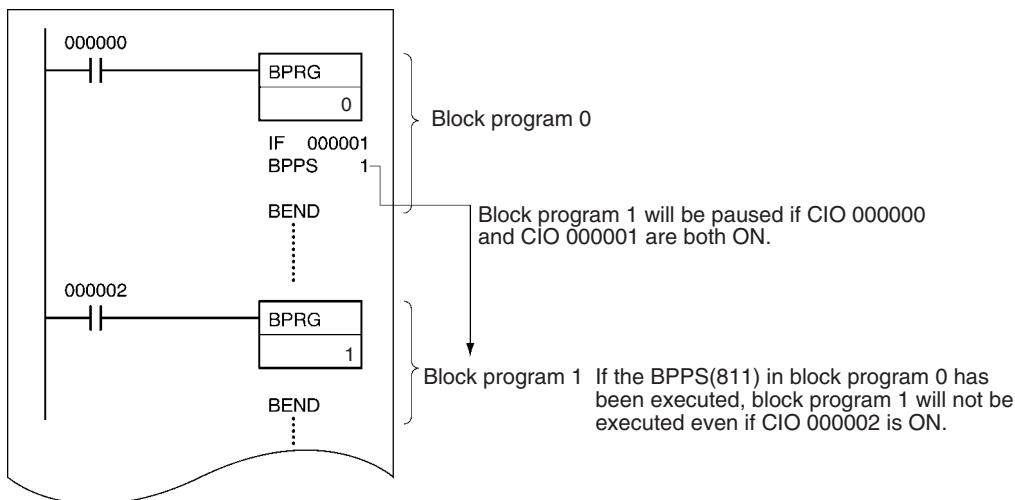 000000
BPRG
0
Block program 0
IF 000001
BPPS 1
BEND
Block program 1 will be paused if CIO 000000
and CIO 000001 are both ON.
000002
BPRG
1
Block program 1
If the BPPS(811) in block program 0 has
been executed, block program 1 will not be
executed even if CIO 000002 is ON.
BEND